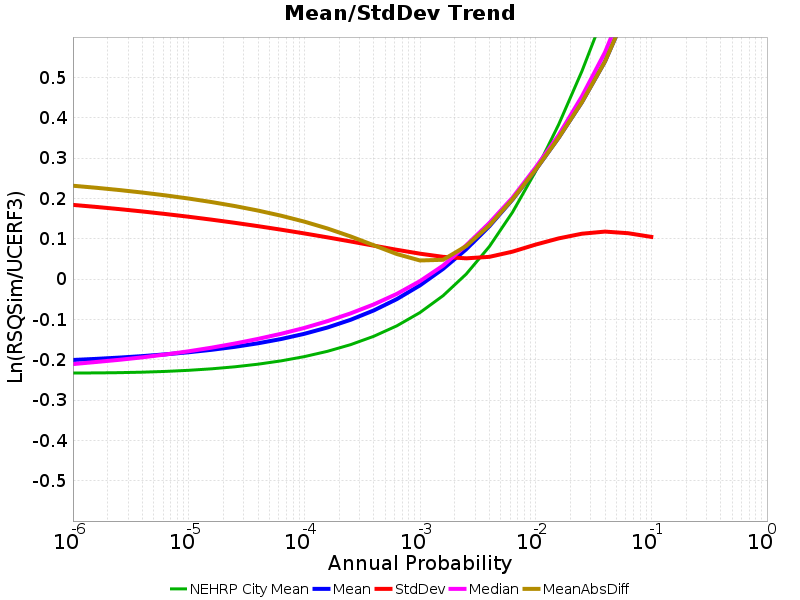 Mean/StdDev Trend
Ln(RSQSim/UCERF3)
0.5
0.4
0.3
0.2
0.1
0
-0.1
-0.2
-0.3
-0.4
-0.5
10^-6 10^-5 10^-4 10^-3 10^-2 10^-1 10^0
Annual Probability
NEHRP City Mean Mean StdDev Median MeanAbsDiff